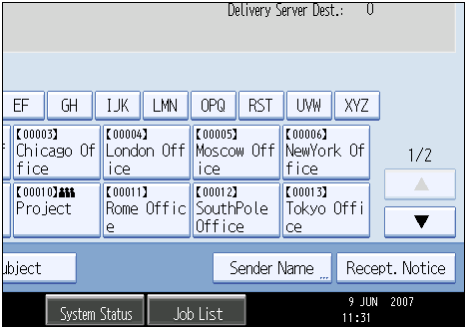 Delivery Server Dest.: 0
EF GH IJK LMN OPQ RST UVW XYZ
【00003】 【00004】 【00005】 【00006】
Chicago Of London Off Moscow Off NewYork Of
fice ice ice fice
1/2
【00010】 【00011】 【00012】 【00013】
Project Rome Offic SouthPole Tokyo Offi
e Office ce
ubject Sender Name ... Recept. Notice
System Status Job List 9 JUN 2007
11:31